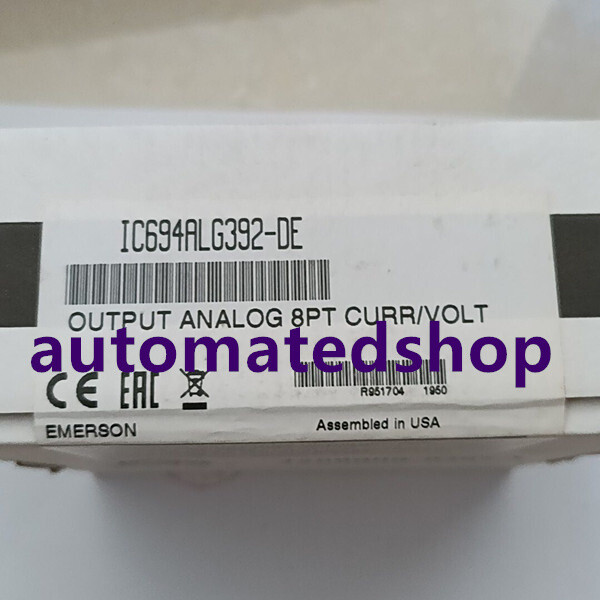 IC694ALG392-DE
OUTPUT ANALOG 8PT CURR/VOLT
automatedshop
CE EAC
R951704 1950
EMERSON
Assembled in USA